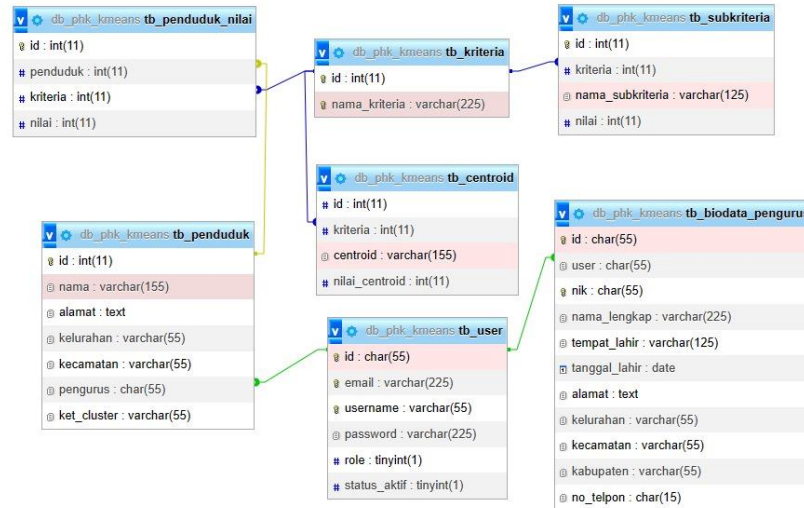 db_phk_kmeans tb_penduduk_nilai
id : int(11)
penduduk : int(11)
kriteria : int(11)
nilai : int(11)
db_phk_kmeans tb_kriteria
id : int(11)
nama_kriteria : varchar(225)
db_phk_kmeans tb_subkriteria
id : int(11)
kriteria : int(11)
nama_subkriteria : varchar(125)
nilai : int(11)
db_phk_kmeans tb_centroid
id : int(11)
kriteria : int(11)
centroid : varchar(155)
nilai_centroid : int(11)
db_phk_kmeans tb_penduduk
id : int(11)
nama : varchar(155)
alamat : text
kelurahan : varchar(55)
kecamatan : varchar(55)
pengurus : char(55)
ket_cluster : varchar(55)
db_phk_kmeans tb_user
id : char(55)
email : varchar(225)
username : varchar(55)
password : varchar(225)
role : tinyint(1)
status_aktif : tinyint(1)
db_phk_kmeans tb_biodata_pengurus
id : char(55)
user : char(55)
nik : char(55)
nama_lengkap : varchar(225)
tempat_lahir : varchar(125)
tanggal_lahir : date
alamat : text
kelurahan : varchar(55)
kecamatan : varchar(55)
kabupaten : varchar(55)
no_telpon : char(15)